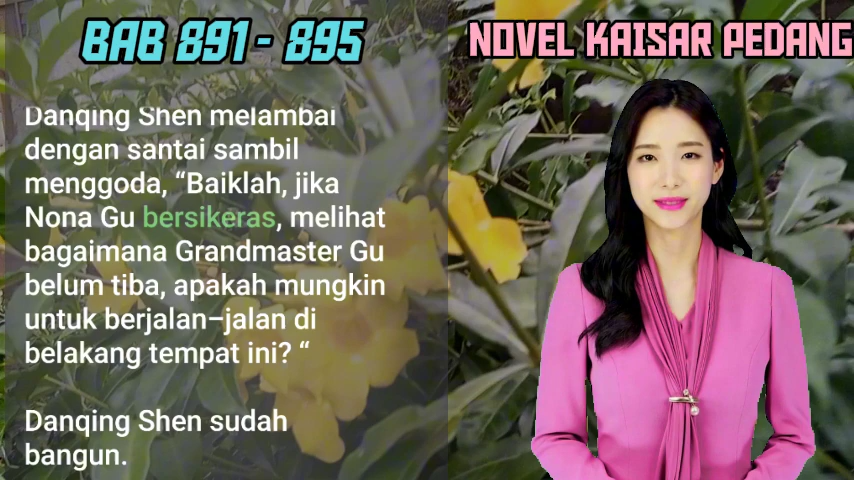 BAB 891 - 895
NOVEL KAISAR PEDANG
Danqing Shen melambai
dengan santai sambil
menggoda, “Baiklah, jika
Nona Gu bersikeras, melihat
bagaimana Grandmaster Gu
belum tiba, apakah mungkin
untuk berjalan–jalan di
belakang tempat ini? “
Danqing Shen sudah
bangun.